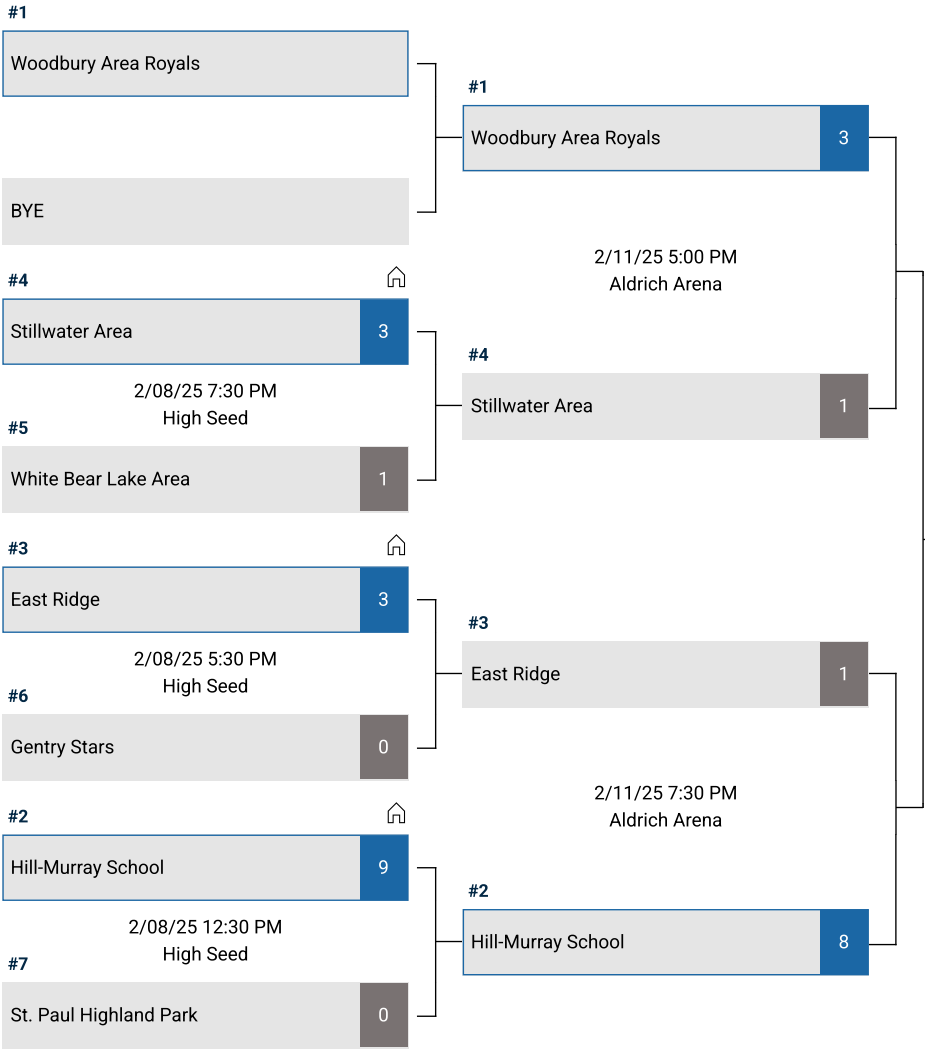 #1
Woodbury Area Royals
BYE
#4
Stillwater Area
3
2/08/25 7:30 PM
High Seed
#5
White Bear Lake Area
1
#3
East Ridge
3
2/08/25 5:30 PM
High Seed
#6
Gentry Stars
0
#2
Hill-Murray School
9
2/08/25 12:30 PM
High Seed
#7
St. Paul Highland Park
0
#1
Woodbury Area Royals
3
2/11/25 5:00 PM
Aldrich Arena
#4
Stillwater Area
1
#3
East Ridge
1
2/11/25 7:30 PM
Aldrich Arena
#2
Hill-Murray School
8